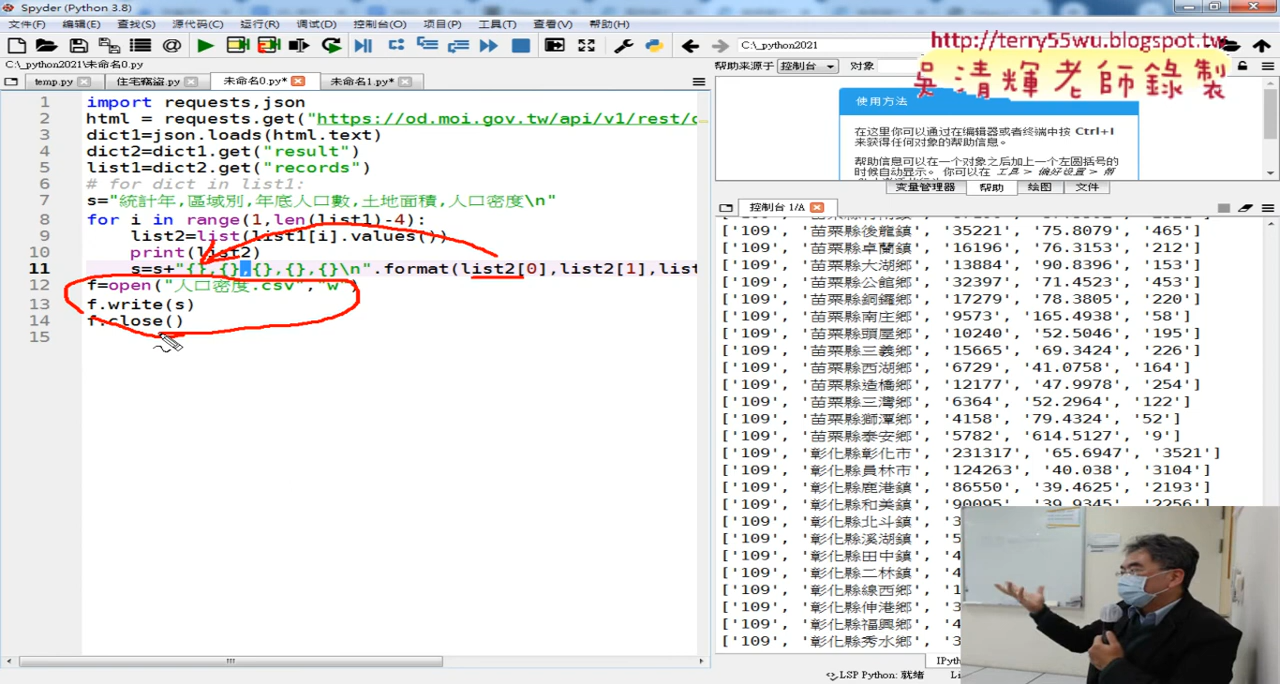 Spyder (Python 3.8)
文件(F) 编辑(E) 查找(S) 源代码(C) 运行(R) 调试(D) 控制台(O) 项目(P) 工具(T) 查看(V) 帮助(H)
C:\_python2021
http://terry55wu.blogspot.tw
吳清輝老師錄製
C:\_python2021\未命名0.py
temp.py 住宅竊盜.py 未命名0.py* 未命名1.py*
1 import requests,json
2 html = requests.get("https://od.moi.gov.tw/api/v1/rest/
3 dict1=json.loads(html.text)
4 dict2=dict1.get("result")
5 list1=dict2.get("records")
6 # for dict in list1:
7 s="統計年,區域別,年底人口數,土地面積,人口密度\n"
8 for i in range(1,len(list1)-4):
9 list2=list(list1[i].values())
10 print(list2)
11 s=s+"{},{},{},{},{}\n".format(list2[0],list2[1],list
12 f=open("人口密度.csv","w")
13 f.write(s)
14 f.close()
15
帮助来源于 控制台 对象
使用方法
在这里你可以通过在编辑器或者终端中按 Ctrl+I
来获得任何对象的帮助信息。
帮助信息可以在一个对象之后加上一个左圆括号的
时候自动显示。你可以在 工具 > 偏好设置 > 帮
变量管理器 帮助 绘图 文件
控制台 1/A
['109', '苗栗縣後龍鎮', '35221', '75.8079', '465']
['109', '苗栗縣卓蘭鎮', '16196', '76.3153', '212']
['109', '苗栗縣大湖鄉', '13884', '90.8396', '153']
['109', '苗栗縣公館鄉', '32377', '71.4523', '453']
['109', '苗栗縣銅鑼鄉', '17279', '78.3805', '220']
['109', '苗栗縣南庄鄉', '9573', '165.4938', '58']
['109', '苗栗縣頭屋鄉', '10240', '52.5046', '195']
['109', '苗栗縣三義鄉', '15665', '69.3424', '226']
['109', '苗栗縣西湖鄉', '6729', '41.0758', '164']
['109', '苗栗縣造橋鄉', '12177', '47.9978', '254']
['109', '苗栗縣三灣鄉', '6364', '52.2964', '122']
['109', '苗栗縣獅潭鄉', '4158', '79.4324', '52']
['109', '苗栗縣泰安鄉', '5782', '614.5127', '9']
['109', '彰化縣彰化市', '231317', '65.6947', '3521']
['109', '彰化縣員林市', '124263', '40.038', '3104']
['109', '彰化縣鹿港鎮', '86550', '39.4625', '2193']
['109', '彰化縣和美鎮', '90095', '39.9345', '2256']
['109', '彰化縣北斗鎮', '3
['109', '彰化縣溪湖鎮', '5
['109', '彰化縣田中鎮', '4
['109', '彰化縣二林鎮', '4
['109', '彰化縣線西鄉', '1
['109', '彰化縣伸港鄉', '3
['109', '彰化縣福興鄉', '4
['109', '彰化縣秀水鄉', '3
LSP Python: 就绪